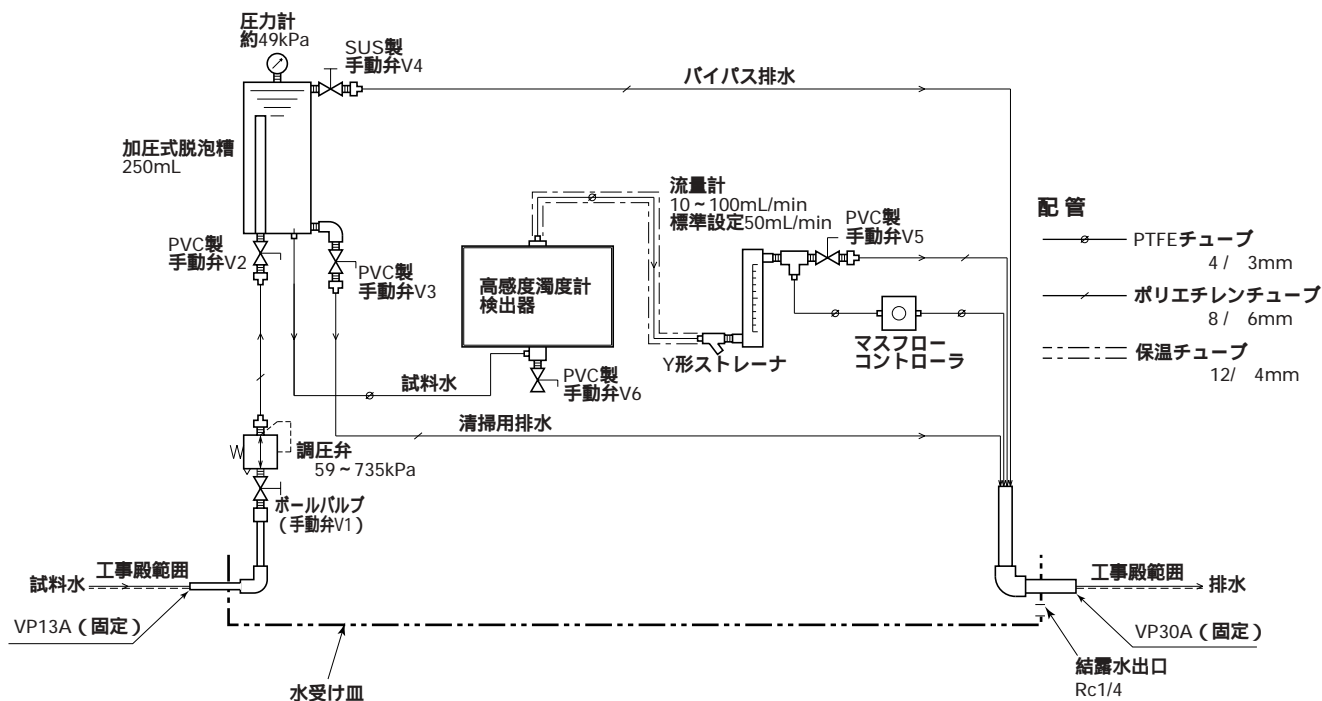 圧力計
約49kPa
SUS製
手動弁V4
バイパス排水
加圧式脱泡糟
250mL
流量計
10~100mL/min
標準設定50mL/min
PVC製
手動弁V5
配 管
PTFEチューブ
4 / 3mm
ポリエチレンチューブ
8 / 6mm
保温チューブ
12/ 4mm
PVC製
手動弁V2
PVC製
手動弁V3
高感度濁度計
検出器
Y形ストレーナ
マスフロー
コントローラ
試料水
PVC製
手動弁V6
清掃用排水
調圧弁
59~735kPa
ボールバルブ
(手動弁V1)
試料水
工事殿範囲
工事殿範囲
排水
VP13A(固定)
VP30A(固定)
水受け皿
結露水出口
Rc1/4